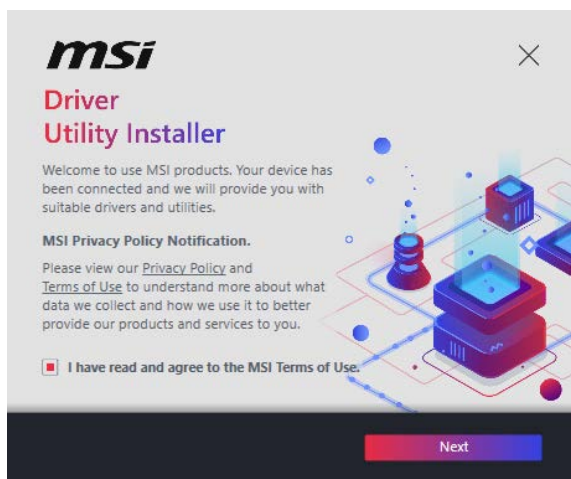 msi
Driver
Utility Installer
Welcome to use MSI products. Your device has
been connected and we will provide you with
suitable drivers and utilities.
MSI Privacy Policy Notification.
Please view our Privacy Policy and
Terms of Use to understand more about what
data we collect and how we use it to better
provide our products and services to you.
I have read and agree to the MSI Terms of Use.
Next